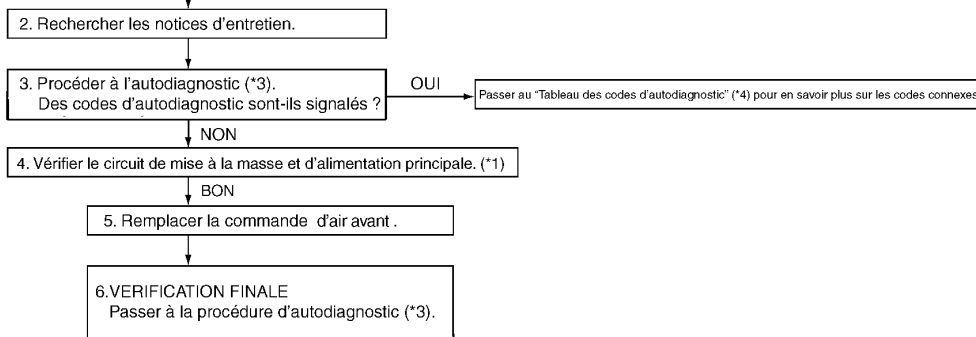 2. Rechercher les notices d'entretien.
3. Procéder à l'autodiagnostic (*3).
Des codes d'autodiagnostic sont-ils signalés ?
OUI
Passer au "Tableau des codes d'autodiagnostic" (*4) pour en savoir plus sur les codes connexes
NON
4. Vérifier le circuit de mise à la masse et d'alimentation principale. (*1)
BON
5. Remplacer la commande d'air avant .
6.VERIFICATION FINALE
Passer à la procédure d'autodiagnostic (*3).